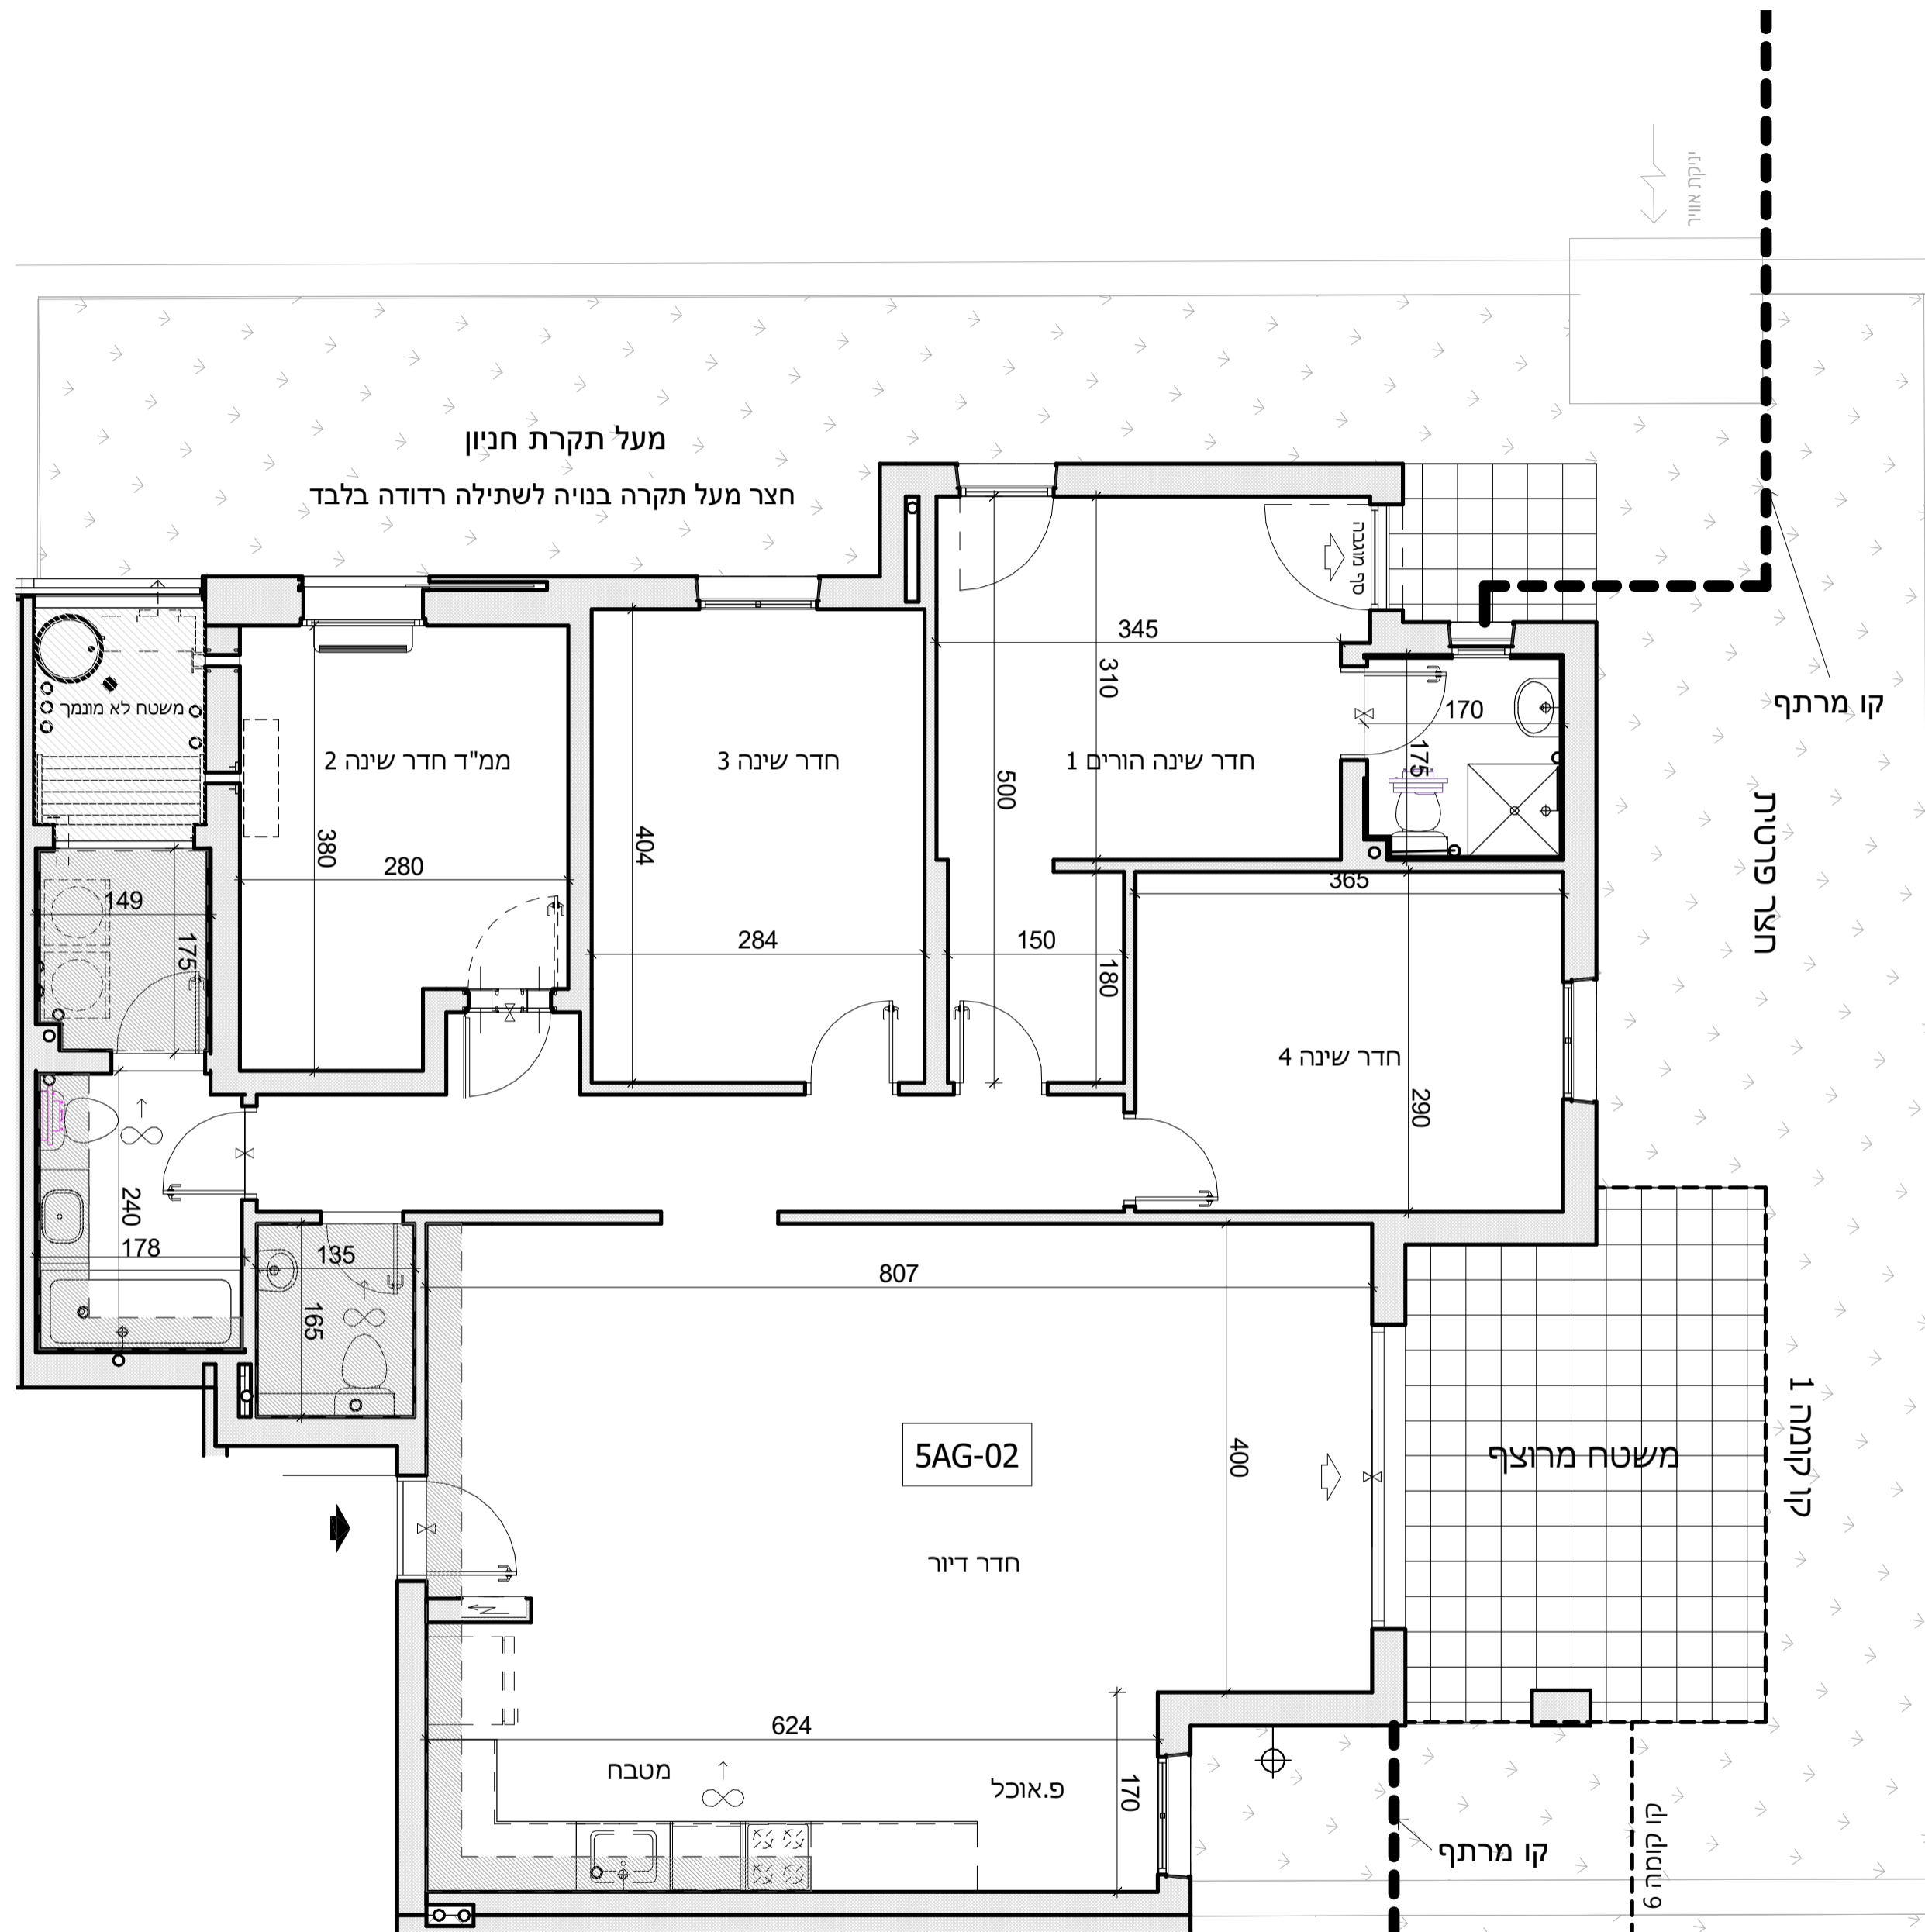 יניקת אוויר
מעל תקרת חניון
חצר מעל תקרה בנויה לשתילה רדודה בלבד
סף מוגבה
345
310
קו מרתף
משטח לא מונמך
ממ"ד חדר שינה 2
חדר שינה 3
חדר שינה הורים 1
170
175
500
380
404
280
365
חצר פרטית
149
175
284
150
180
חדר שינה 4
290
240
178
135
165
807
קו קומה 1
5AG-02
400
משטח מרוצף
חדר דיור
624
מטבח
פ.אוכל
170
קו מרתף
קו קומה 9